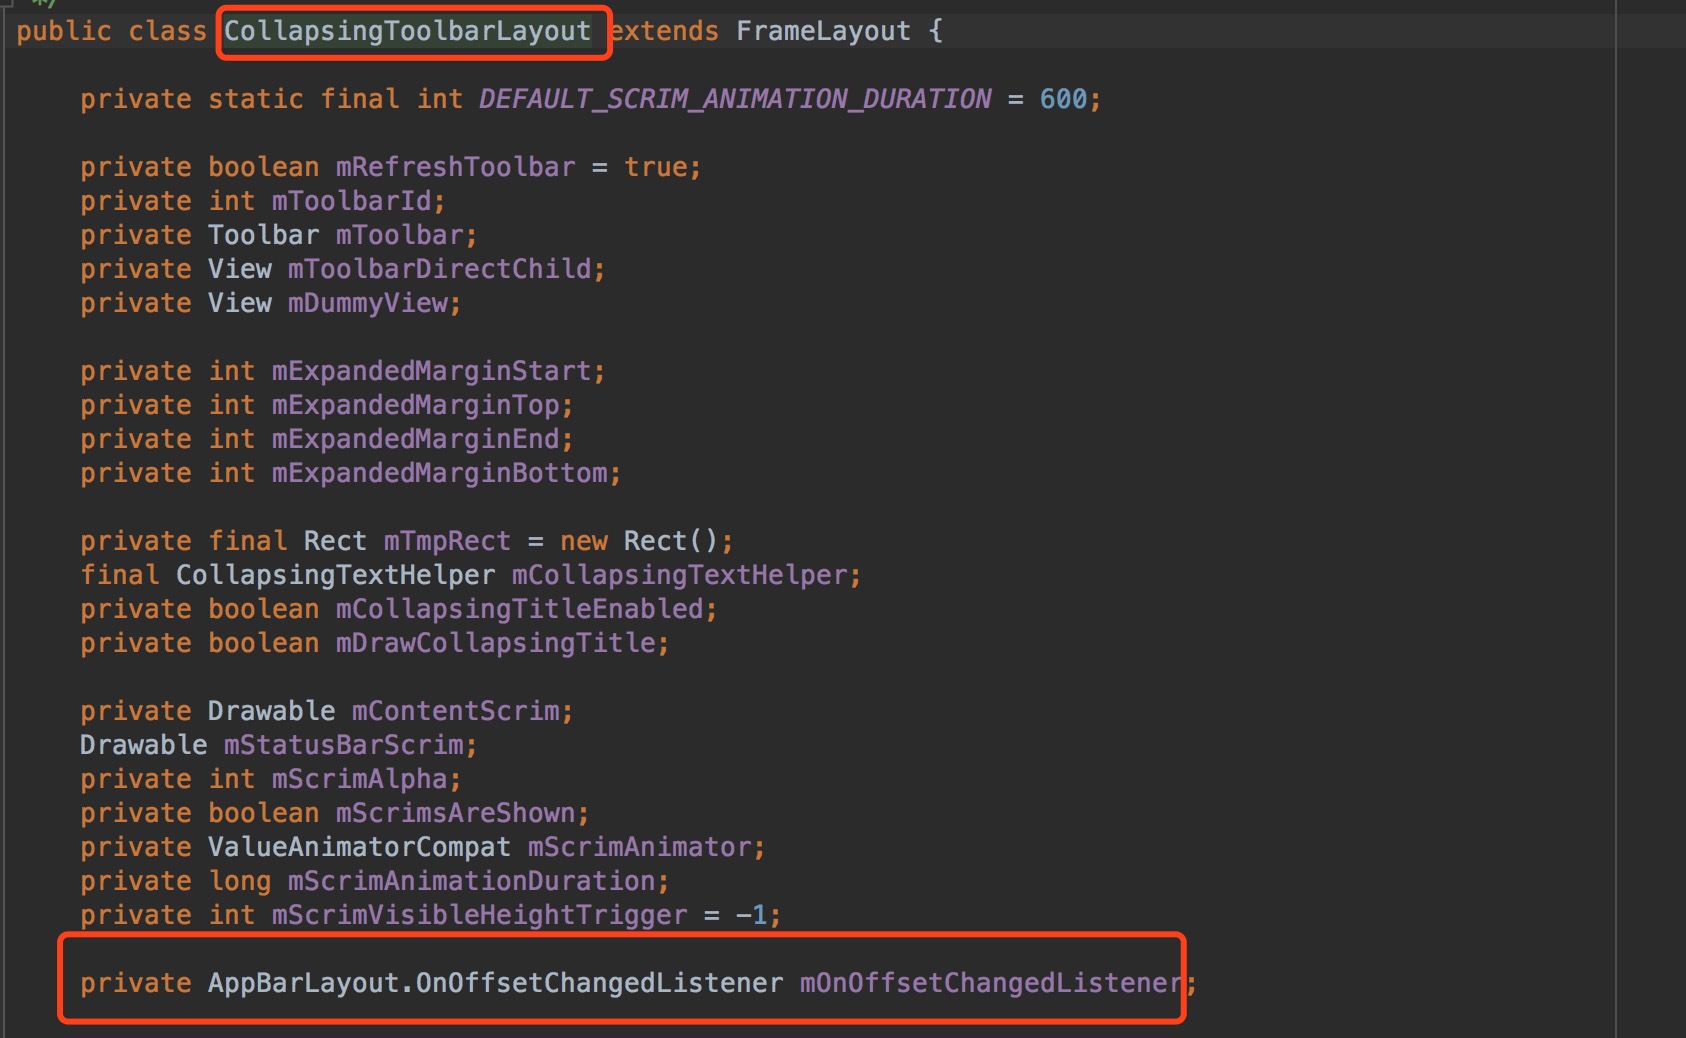 */
public class CollapsingToolbarLayout extends FrameLayout {
private static final int DEFAULT_SCRIM_ANIMATION_DURATION = 600;
private boolean mRefreshToolbar = true;
private int mToolbarId;
private Toolbar mToolbar;
private View mToolbarDirectChild;
private View mDummyView;
private int mExpandedMarginStart;
private int mExpandedMarginTop;
private int mExpandedMarginEnd;
private int mExpandedMarginBottom;
private final Rect mTmpRect = new Rect();
final CollapsingTextHelper mCollapsingTextHelper;
private boolean mCollapsingTitleEnabled;
private boolean mDrawCollapsingTitle;
private Drawable mContentScrim;
Drawable mStatusBarScrim;
private int mScrimAlpha;
private boolean mScrimsAreShown;
private ValueAnimatorCompat mScrimAnimator;
private long mScrimAnimationDuration;
private int mScrimVisibleHeightTrigger = -1;
private AppBarLayout.OnOffsetChangedListener mOnOffsetChangedListener;